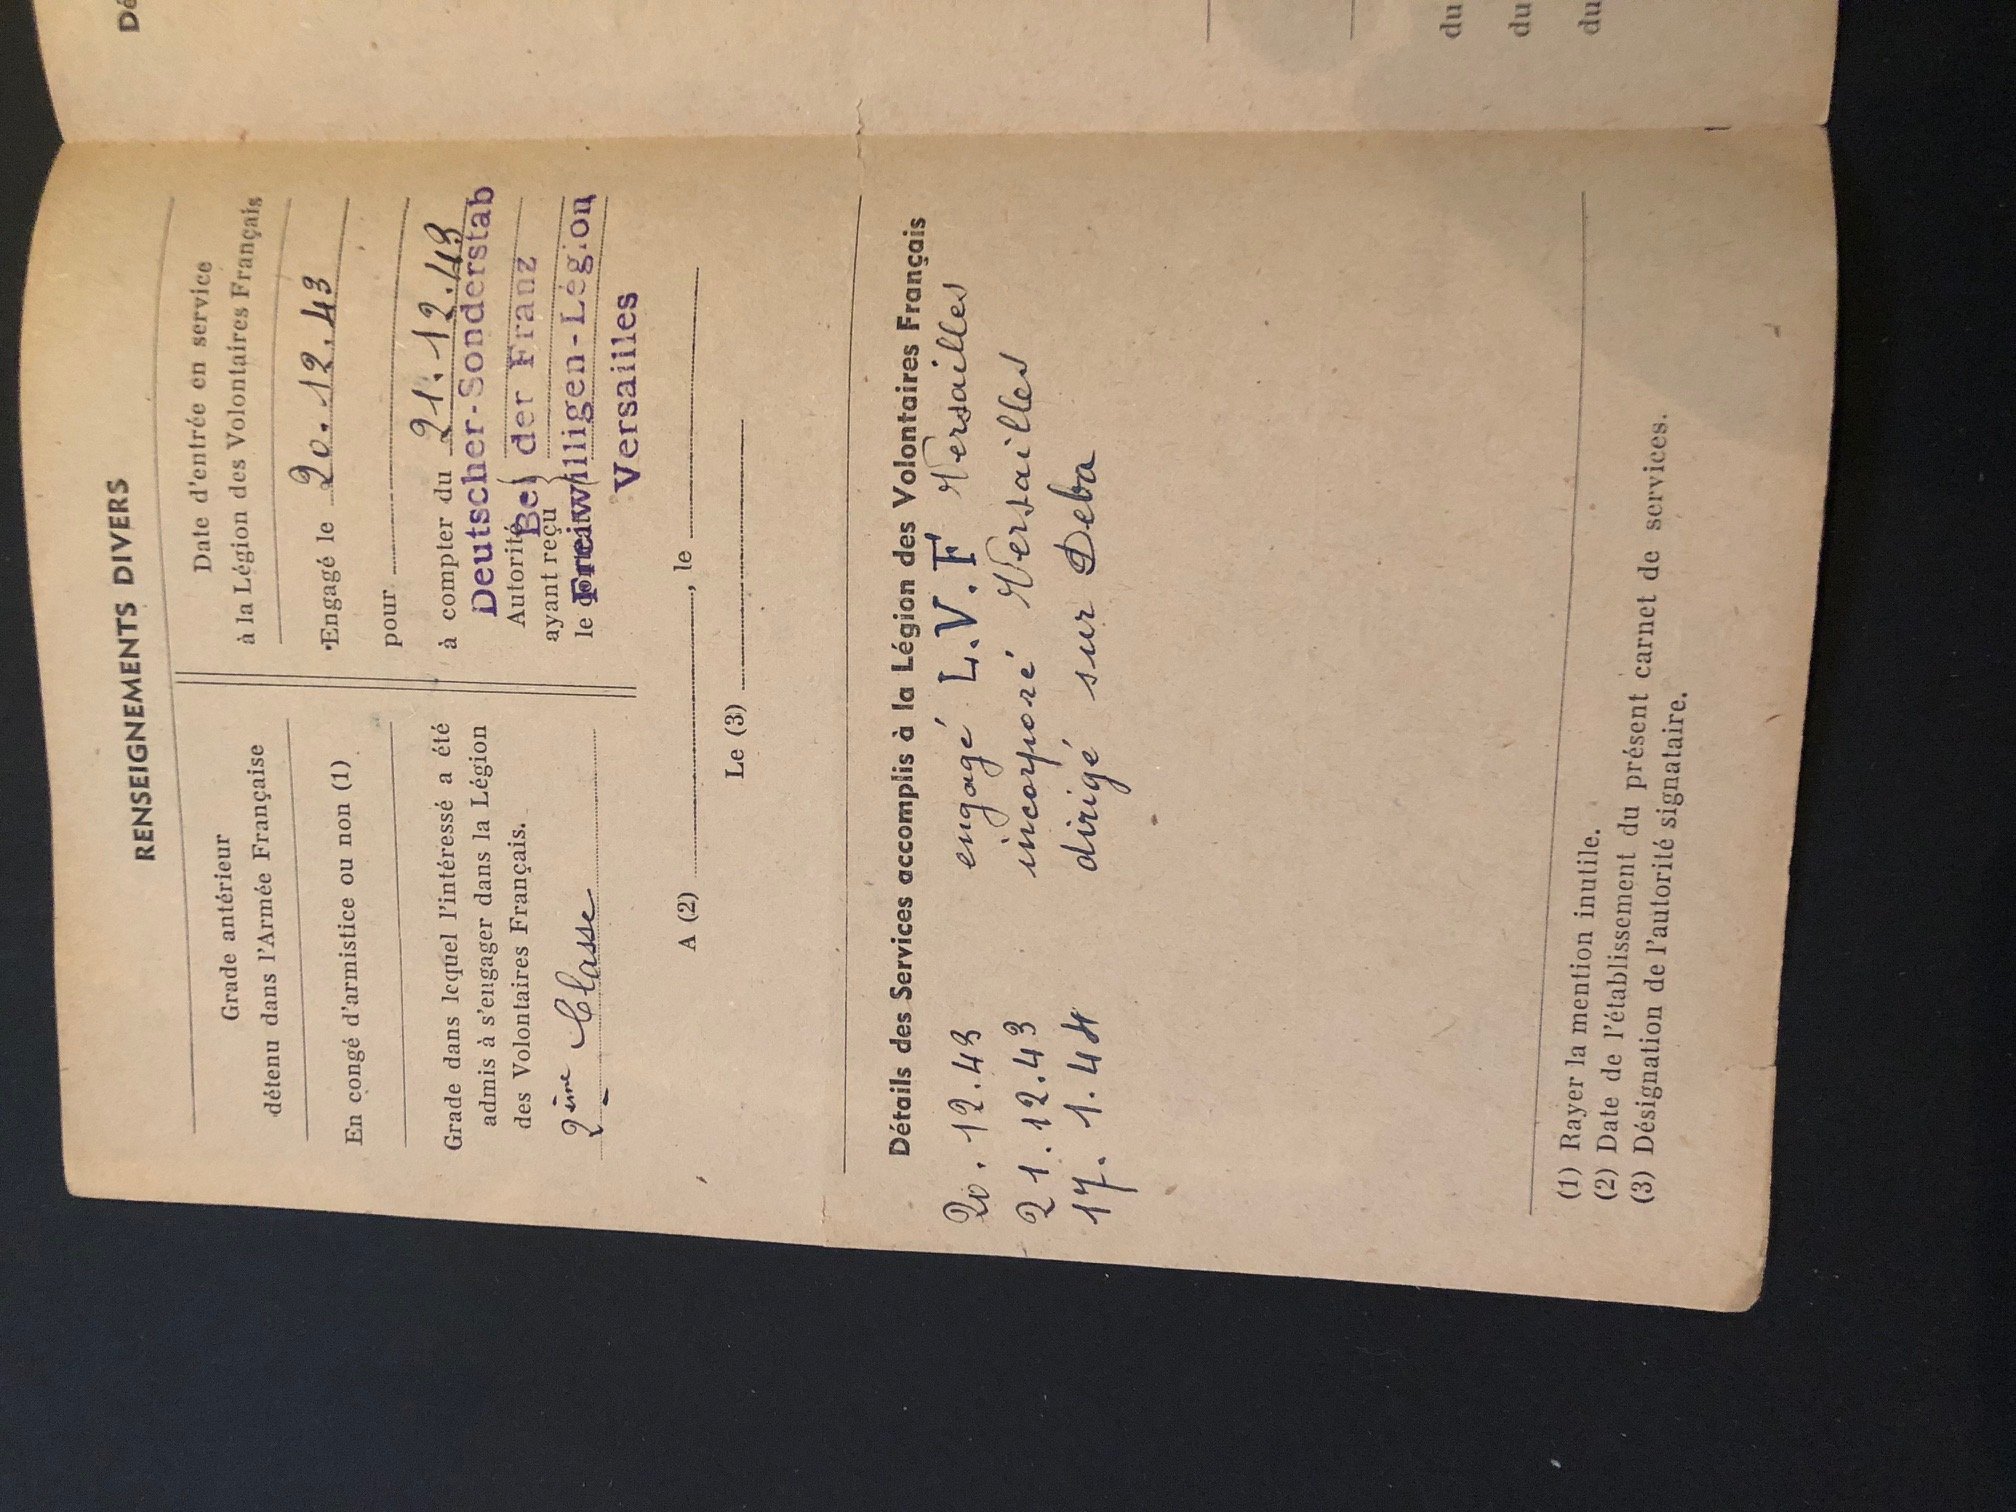 RENSEIGNEMENTS DIVERS
Grade antérieur
détenu dans l'Armée Française
En congé d'armistice ou non (1)
Grade dans lequel l'intéressé a été
admis à s'engager dans la Légion
des Volontaires Français.
2ème Classe
Date d'entrée en service
à la Légion des Volontaires Français
Engagé le 20.12.43
pour
à compter du 21.12.43
Deutscher-Sonderstab
Autorité
Bei der Franz
ayant reçu
le
Freiwilligen-Légion
Versailles
A (2) , le
Le (3)
Détails des Services accomplis à la Légion des Volontaires Français
20.12.43 engagé L.V.F Versailles
21.12.43 incorporé Versailles
17.1.44 dirigé sur Deba
(1) Rayer la mention inutile.
(2) Date de l'établissement du présent carnet de services.
(3) Désignation de l'autorité signataire.
Dé
du
du
du